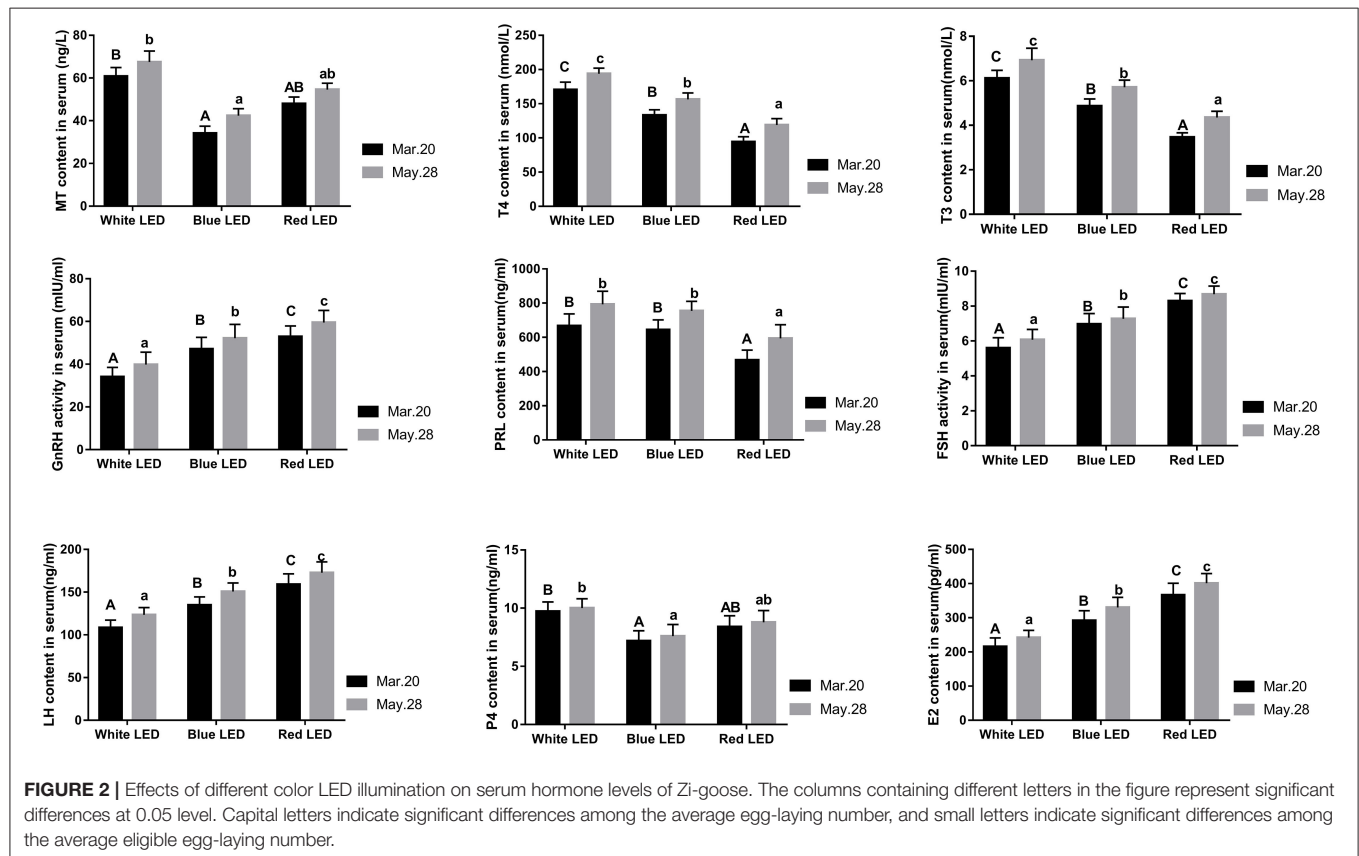 MT content in serum (ng/L)
80
60
40
20
0
B
b
A
a
AB
ab
White LED
Blue LED
Red LED
Mar.20
May.28
T4 content in serum (nmol/L)
250
200
150
100
50
0
C
c
B
b
A
a
White LED
Blue LED
Red LED
Mar.20
May.28
T3 content in serum(nmol/L)
8
6
4
2
0
C
c
B
b
A
a
White LED
Blue LED
Red LED
Mar.20
May.28
GnRH activity in serum (mIU/ml)
80
60
40
20
0
A
a
B
b
C
c
White LED
Blue LED
Red LED
Mar.20
May.28
PRL content in serum(ng/ml)
1000
800
600
400
200
0
B
b
B
b
A
a
White LED
Blue LED
Red LED
Mar.20
May.28
FSH activity in serum(mIU/ml)
10
8
6
4
2
0
A
a
B
b
C
c
White LED
Blue LED
Red LED
Mar.20
May.28
LH content in serum(ng/ml)
200
150
100
50
0
A
a
B
b
C
c
White LED
Blue LED
Red LED
Mar.20
May.28
P4 content in serum(ng/ml)
15
10
5
0
B
b
A
a
AB
ab
White LED
Blue LED
Red LED
Mar.20
May.28
E2 content in serum(pg/ml)
500
400
300
200
100
0
A
a
B
b
C
c
White LED
Blue LED
Red LED
Mar.20
May.28
FIGURE 2 | Effects of different color LED illumination on serum hormone levels of Zi-goose. The columns containing different letters in the figure represent significant
differences at 0.05 level. Capital letters indicate significant differences among the average egg-laying number, and small letters indicate significant differences among
the average eligible egg-laying number.